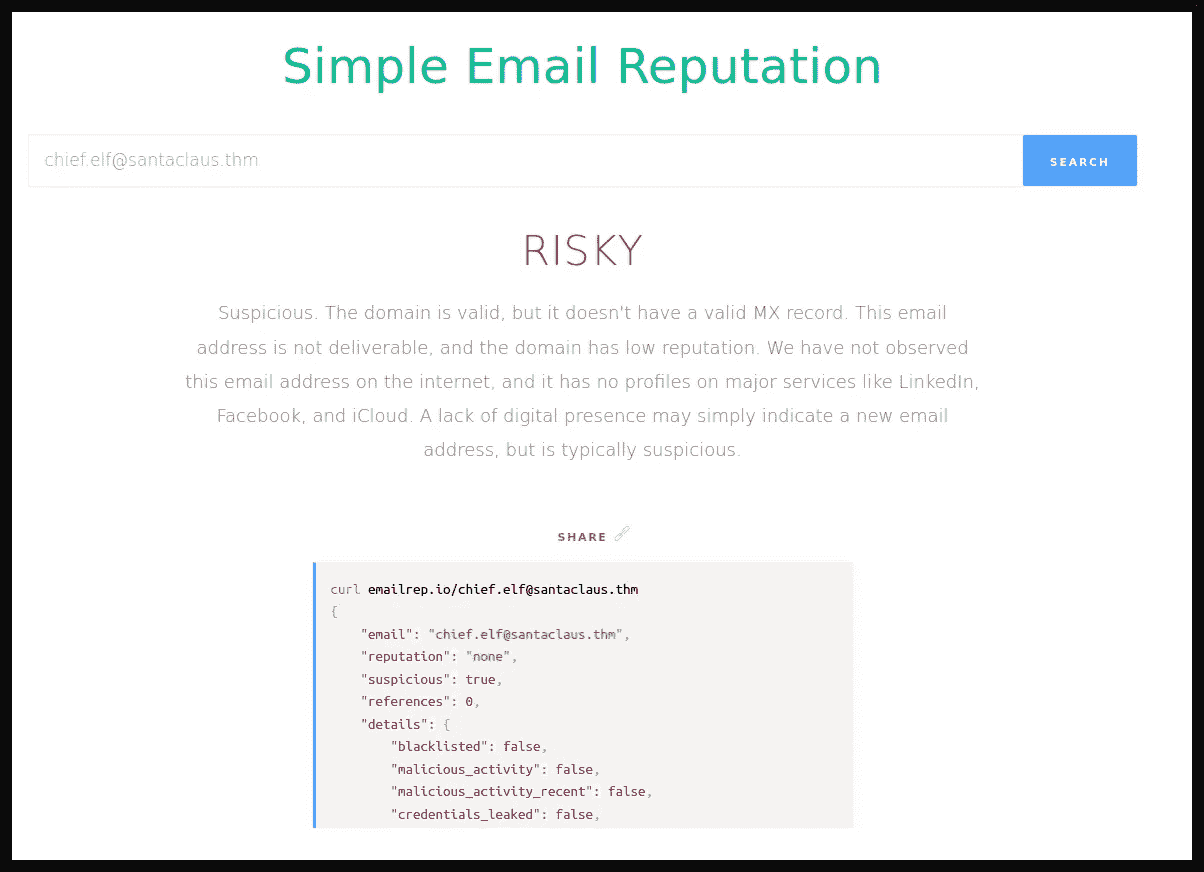 Simple Email Reputation
chief.elf@santaclaus.thm
SEARCH
RISKY
Suspicious. The domain is valid, but it doesn't have a valid MX record. This email
address is not deliverable, and the domain has low reputation. We have not observed
this email address on the internet, and it has no profiles on major services like LinkedIn,
Facebook, and iCloud. A lack of digital presence may simply indicate a new email
address, but is typically suspicious.
SHARE
curl emailrep.io/chief.elf@santaclaus.thm
{
"email": "chief.elf@santaclaus.thm",
"reputation": "none",
"suspicious": true,
"references": 0,
"details": {
"blacklisted": false,
"malicious_activity": false,
"malicious_activity_recent": false,
"credentials_leaked": false,